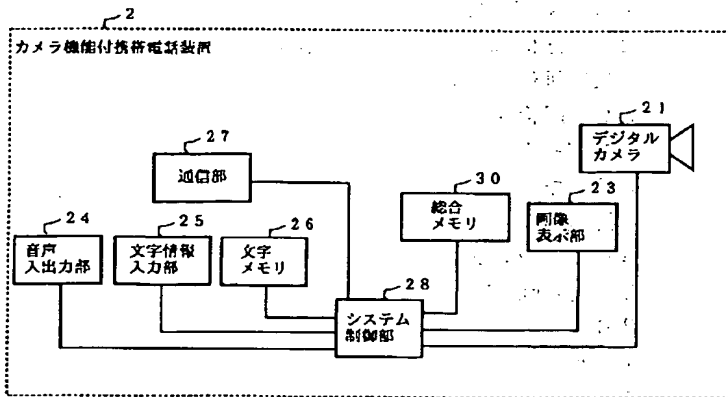 2
カメラ機能付携帯電話装置
21
デジタル
カメラ
27
通信部
30
総合
メモリ
23
画像
表示部
24
音声
入出力部
25
文字情報
入力部
26
文字
メモリ
28
システム
制御部